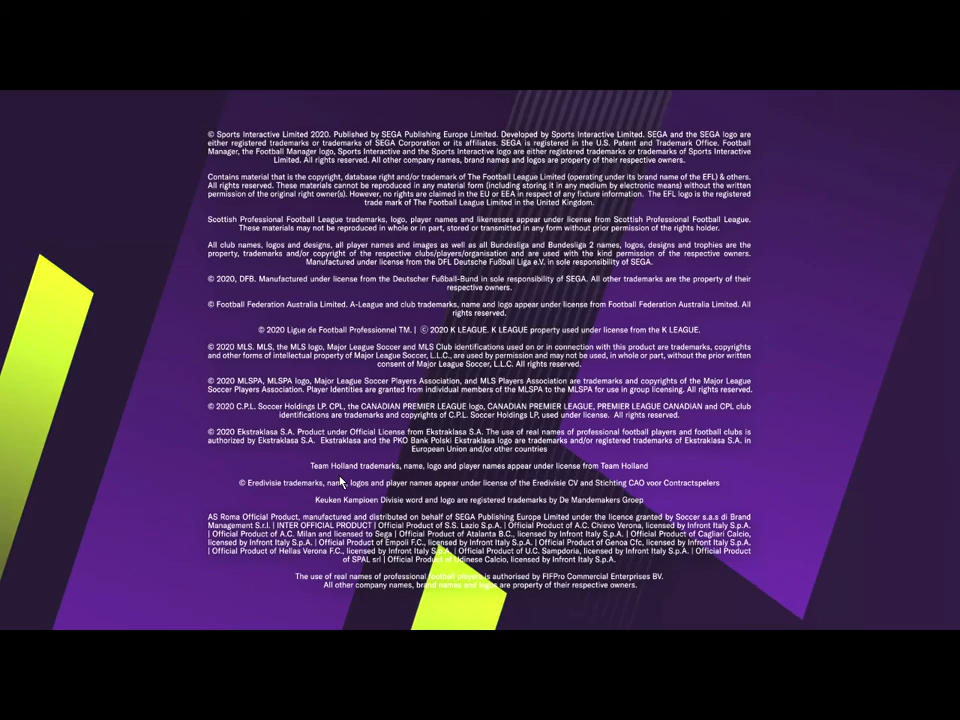 © Sports Interactive Limited 2020. Published by SEGA Publishing Europe Limited. Developed by Sports Interactive Limited. SEGA and the SEGA logo are
either registered trademarks or trademarks of SEGA Corporation or its affiliates. SEGA is registered in the U.S. Patent and Trademark Office. Football
Manager, the Football Manager logo, Sports Interactive and the Sports Interactive logo are either registered trademarks or trademarks of Sports Interactive
Limited. All rights reserved. All other company names, brand names and logos are property of their respective owners.
Contains material that is the copyright, database right and/or trademark of The Football League Limited (operating under its brand name of the EFL) & others.
All rights reserved. These materials cannot be reproduced in any material form (including storing it in any medium by electronic means) without the written
permission of the original right owner(s). However, no rights are claimed in the EU or EEA in respect of any fixture information. The EFL logo is the registered
trade mark of The Football League Limited in the United Kingdom.
Scottish Professional Football League trademarks, logo, player names and likenesses appear under license from Scottish Professional Football League.
These materials may not be reproduced in whole or in part, stored or transmitted in any form without prior permission of the rights holder.
All club names, logos and designs, all player names and images as well as all Bundesliga and Bundesliga 2 names, logos, designs and trophies are the
property, trademarks and/or copyright of the respective clubs/players/organisation and are used with the kind permission of the respective owners.
Manufactured under license from the DFL Deutsche Fußball Liga e.V. in sole responsibility of SEGA.
© 2020, DFB. Manufactured under license from the Deutscher Fußball-Bund in sole responsibility of SEGA. All other trademarks are the property of their
respective owners.
© Football Federation Australia Limited. A-League and club trademarks, name and logo appear under license from Football Federation Australia Limited. All
rights reserved.
© 2020 Ligue de Football Professionnel TM. | © 2020 K LEAGUE. K LEAGUE property used under license from the K LEAGUE.
© 2020 MLS. MLS, the MLS logo, Major League Soccer and MLS Club identifications used on or in connection with this product are trademarks, copyrights
and other forms of intellectual property of Major League Soccer, L.L.C., are used by permission and may not be used, in whole or part, without the prior written
consent of Major League Soccer, L.L.C. All rights reserved.
© 2020 MLSPA, MLSPA logo, Major League Soccer Players Association, and MLS Players Association are trademarks and copyrights of the Major League
Soccer Players Association. Player Identities are granted from individual members of the MLSPA to the MLSPA for use in group licensing. All rights reserved.
© 2020 C.P.L. Soccer Holdings LP. CPL, the CANADIAN PREMIER LEAGUE logo, CANADIAN PREMIER LEAGUE, PREMIER LEAGUE CANADIAN and CPL club
identifications are trademarks and copyrights of C.P.L. Soccer Holdings LP, used under license. All rights reserved.
© 2020 Ekstraklasa S.A. Product under Official License from Ekstraklasa S.A. The use of real names of professional football players and football clubs is
authorized by Ekstraklasa S.A. Ekstraklasa and the PKO Bank Polski Ekstraklasa logo are trademarks and/or registered trademarks of Ekstraklasa S.A. in
European Union and/or other countries
Team Holland trademarks, name, logo and player names appear under license from Team Holland
© Eredivisie trademarks, name, logos and player names appear under license of the Eredivisie CV and Stichting CAO voor Contractspelers
Keuken Kampioen Divisie word and logo are registered trademarks by De Mandemakers Groep
AS Roma Official Product, manufactured and distributed on behalf of SEGA Publishing Europe Limited under the licence granted by Soccer s.a.s di Brand
Management S.r.l. | INTER OFFICIAL PRODUCT | Official Product of S.S. Lazio S.p.A. | Official Product of A.C. Chievo Verona, licensed by Infront Italy S.p.A.
| Official Product of A.C. Milan and licensed to Sega | Official Product of Atalanta B.C., licensed by Infront Italy S.p.A. | Official Product of Cagliari Calcio,
licensed by Infront Italy S.p.A. | Official Product of Empoli F.C., licensed by Infront Italy S.p.A. | Official Product of Genoa Cfc, licensed by Infront Italy S.p.A.
| Official Product of Hellas Verona F.C., licensed by Infront Italy S.p.A. | Official Product of U.C. Sampdoria, licensed by Infront Italy S.p.A. | Official Product
of SPAL srl | Official Product of Udinese Calcio, licensed by Infront Italy S.p.A.
The use of real names of professional football players is authorised by FIFPro Commercial Enterprises BV.
All other company names, brand names and logos are property of their respective owners.